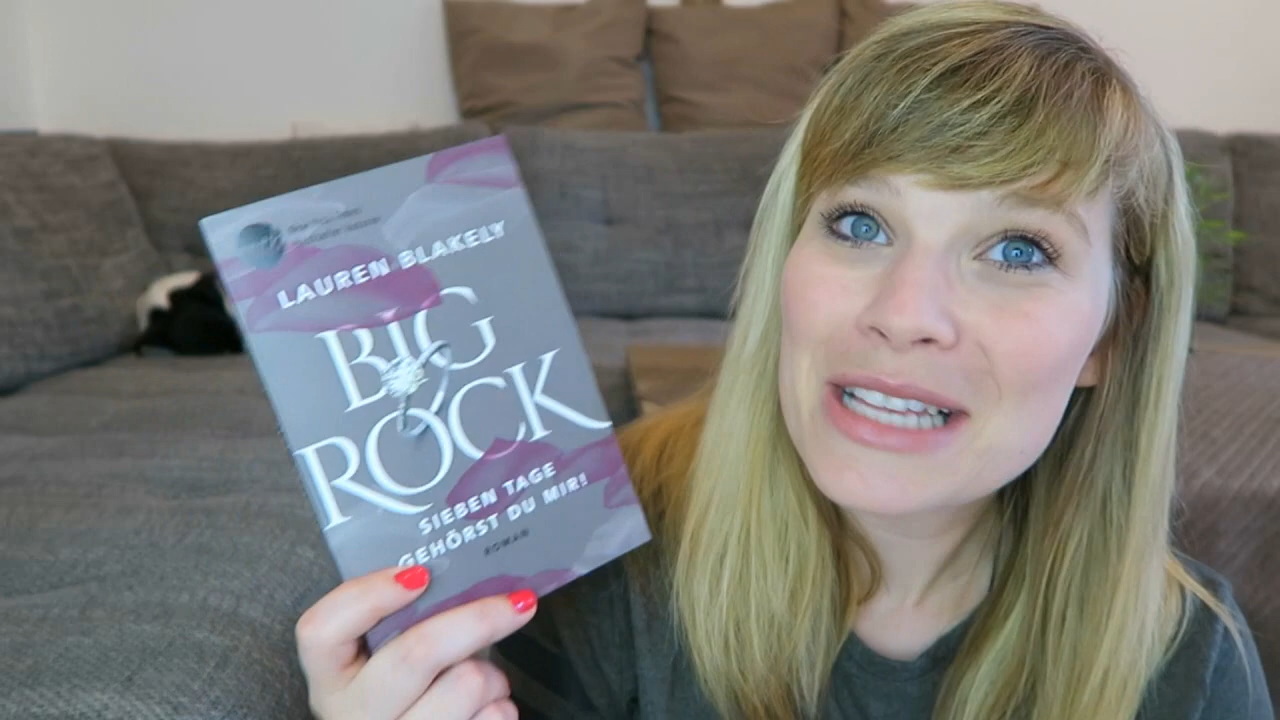 LAUREN BLAKELY
BIG
ROCK
SIEBEN TAGE
GEHÖRST DU MIR!
ROMAN